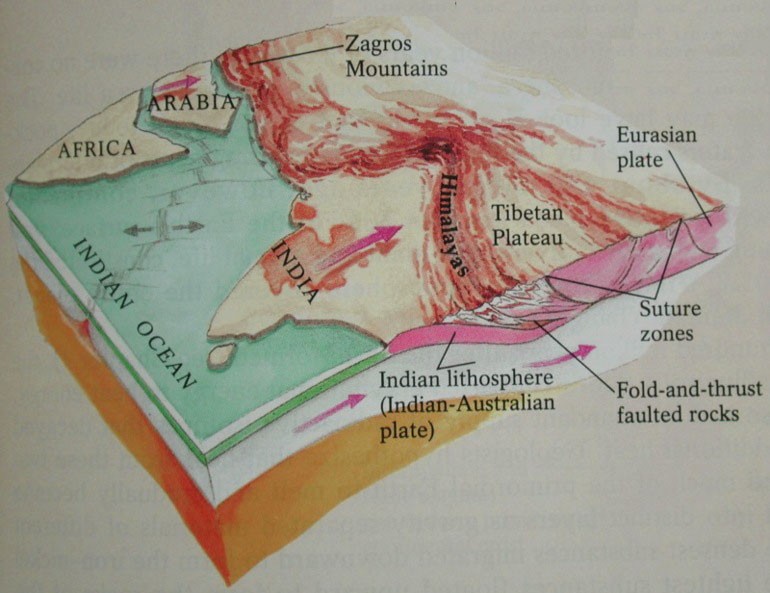 Zagros
Mountains
ARABIA
AFRICA
Eurasian
plate
Himalayas
Tibetan
Plateau
INDIA
INDIAN OCEAN
Suture
zones
Indian lithosphere
(Indian-Australian
plate)
Fold-and-thrust
faulted rocks